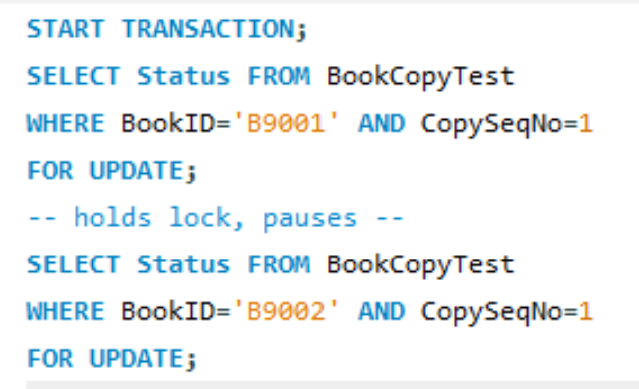 START TRANSACTION;
SELECT Status FROM BookCopyTest
WHERE BookID='B9001' AND CopySeqNo=1
FOR UPDATE;
-- holds lock, pauses --
SELECT Status FROM BookCopyTest
WHERE BookID='B9002' AND CopySeqNo=1
FOR UPDATE;